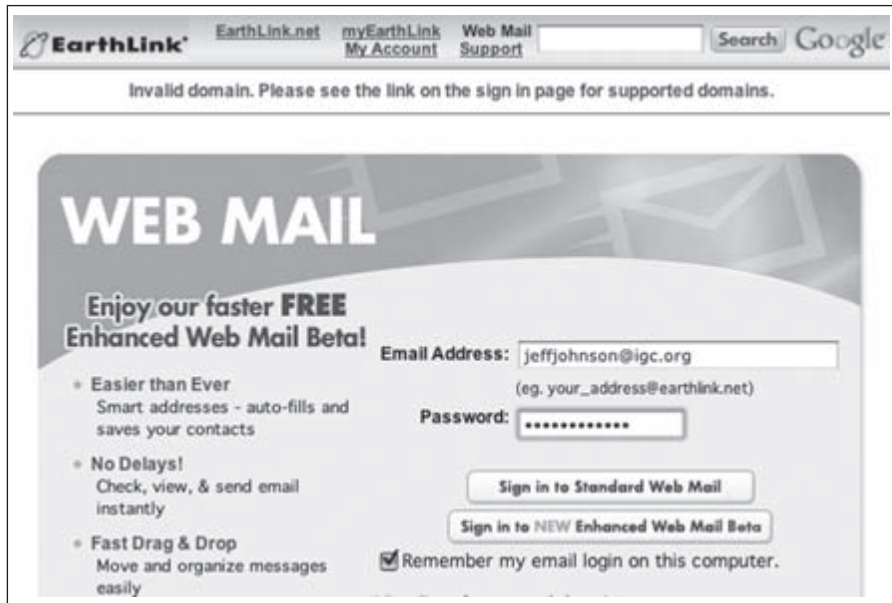 EarthLink
EarthLink.net myEarthLink Web Mail
My Account Support
Search Google
Invalid domain. Please see the link on the sign in page for supported domains.
WEB MAIL
Enjoy our faster FREE
Enhanced Web Mail Beta!
• Easier than Ever
Smart addresses - auto-fills and
saves your contacts
• No Delays!
Check, view, & send email
instantly
• Fast Drag & Drop
Move and organize messages
easily
Email Address: jeffjohnson@igc.org
(eg. your_address@earthlink.net)
Password: ••••••••••••
Sign in to Standard Web Mail
Sign in to NEW Enhanced Web Mail Beta
Remember my email login on this computer.